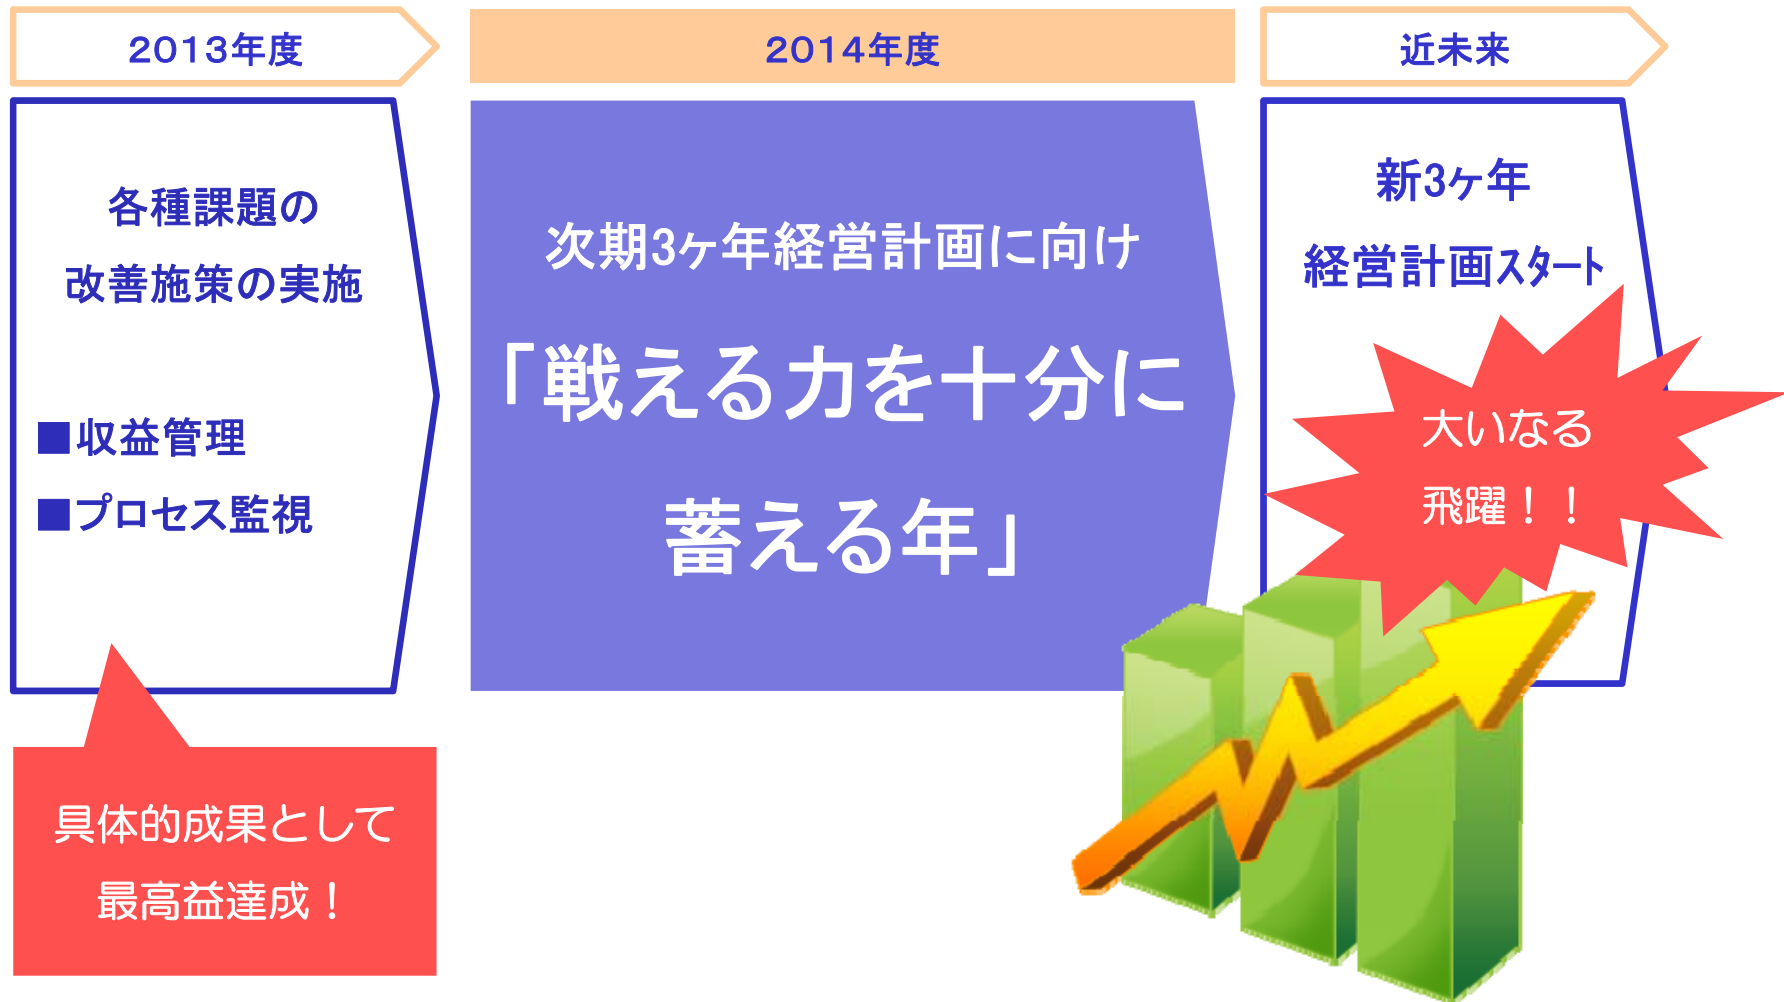 2013年度
各種課題の
改善施策の実施
■収益管理
■プロセス監視
具体的成果として
最高益達成！
2014年度
次期3ヶ年経営計画に向け
「戦える力を十分に
蓄える年」
近未来
新3ヶ年
経営計画スタート
大いなる
飛躍！！